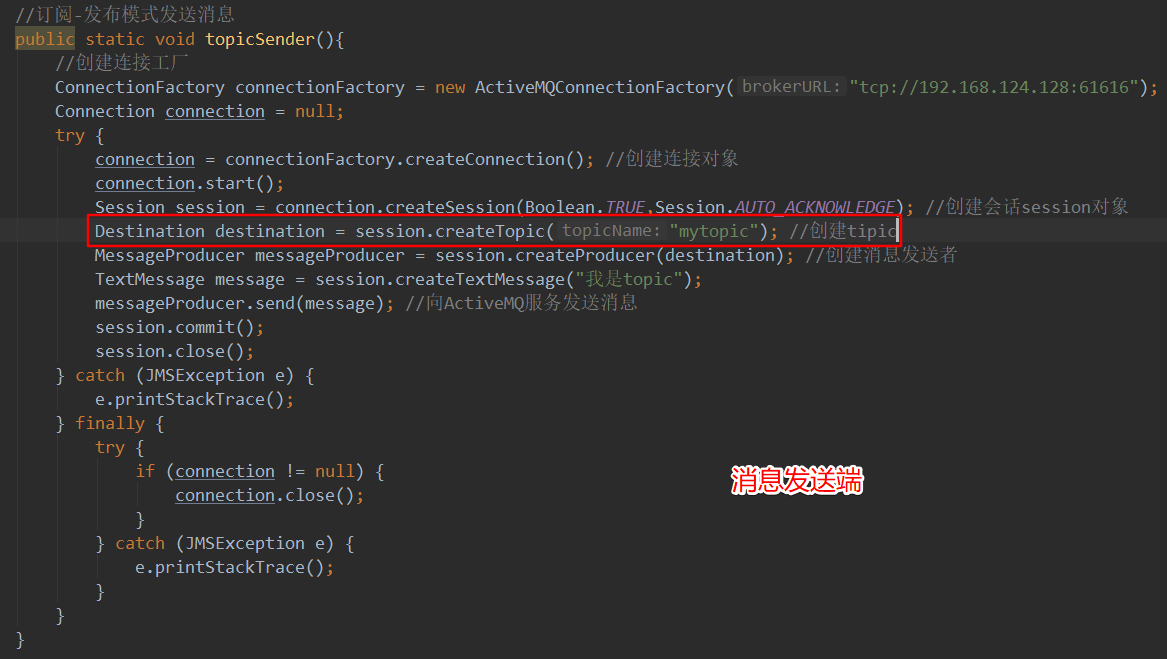 //订阅-发布模式发送消息
public static void topicSender(){
    //创建连接工厂
    ConnectionFactory connectionFactory = new ActiveMQConnectionFactory( brokerURL: "tcp://192.168.124.128:61616");
    Connection connection = null;
    try {
        connection = connectionFactory.createConnection(); //创建连接对象
        connection.start();
        Session session = connection.createSession(Boolean.TRUE,Session.AUTO_ACKNOWLEDGE); //创建会话session对象
        Destination destination = session.createTopic( topicName: "mytopic"); //创建tipic
        MessageProducer messageProducer = session.createProducer(destination); //创建消息发送者
        TextMessage message = session.createTextMessage("我是topic");
        messageProducer.send(message); //向ActiveMQ服务发送消息
        session.commit();
        session.close();
    } catch (JMSException e) {
        e.printStackTrace();
    } finally {
        try {
            if (connection != null) {
                connection.close();
            }
        } catch (JMSException e) {
            e.printStackTrace();
        }
    }
}
消息发送端